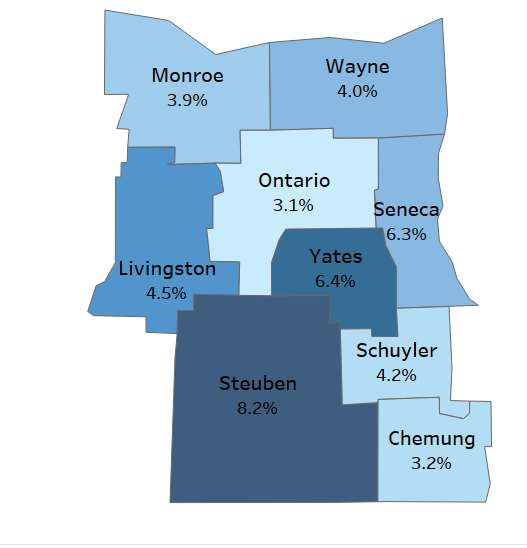 Monroe
3.9%
Wayne
4.0%
Ontario
3.1%
Seneca
6.3%
Livingston
4.5%
Yates
6.4%
Schuyler
4.2%
Steuben
8.2%
Chemung
3.2%